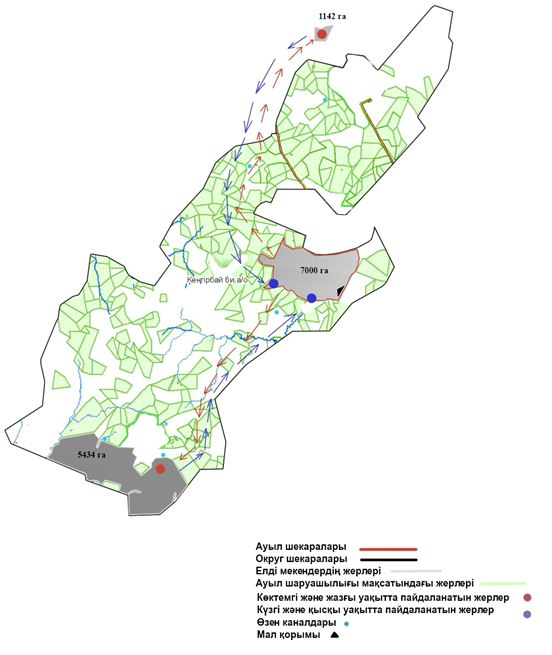 1142 га
7000 га
Кеңгірбай би.а/о
5434 га
Ауыл шекаралары
Округ шекаралары
Елді мекендердің жерлері
Ауыл шаруашылығы мақсатындағы жерлері
Көктемгі және жазғы уақытта пайдаланатын жерлер
Күзгі және қысқы уақытта пайдаланатын жерлер
Өзен каналдары
Мал қорымы